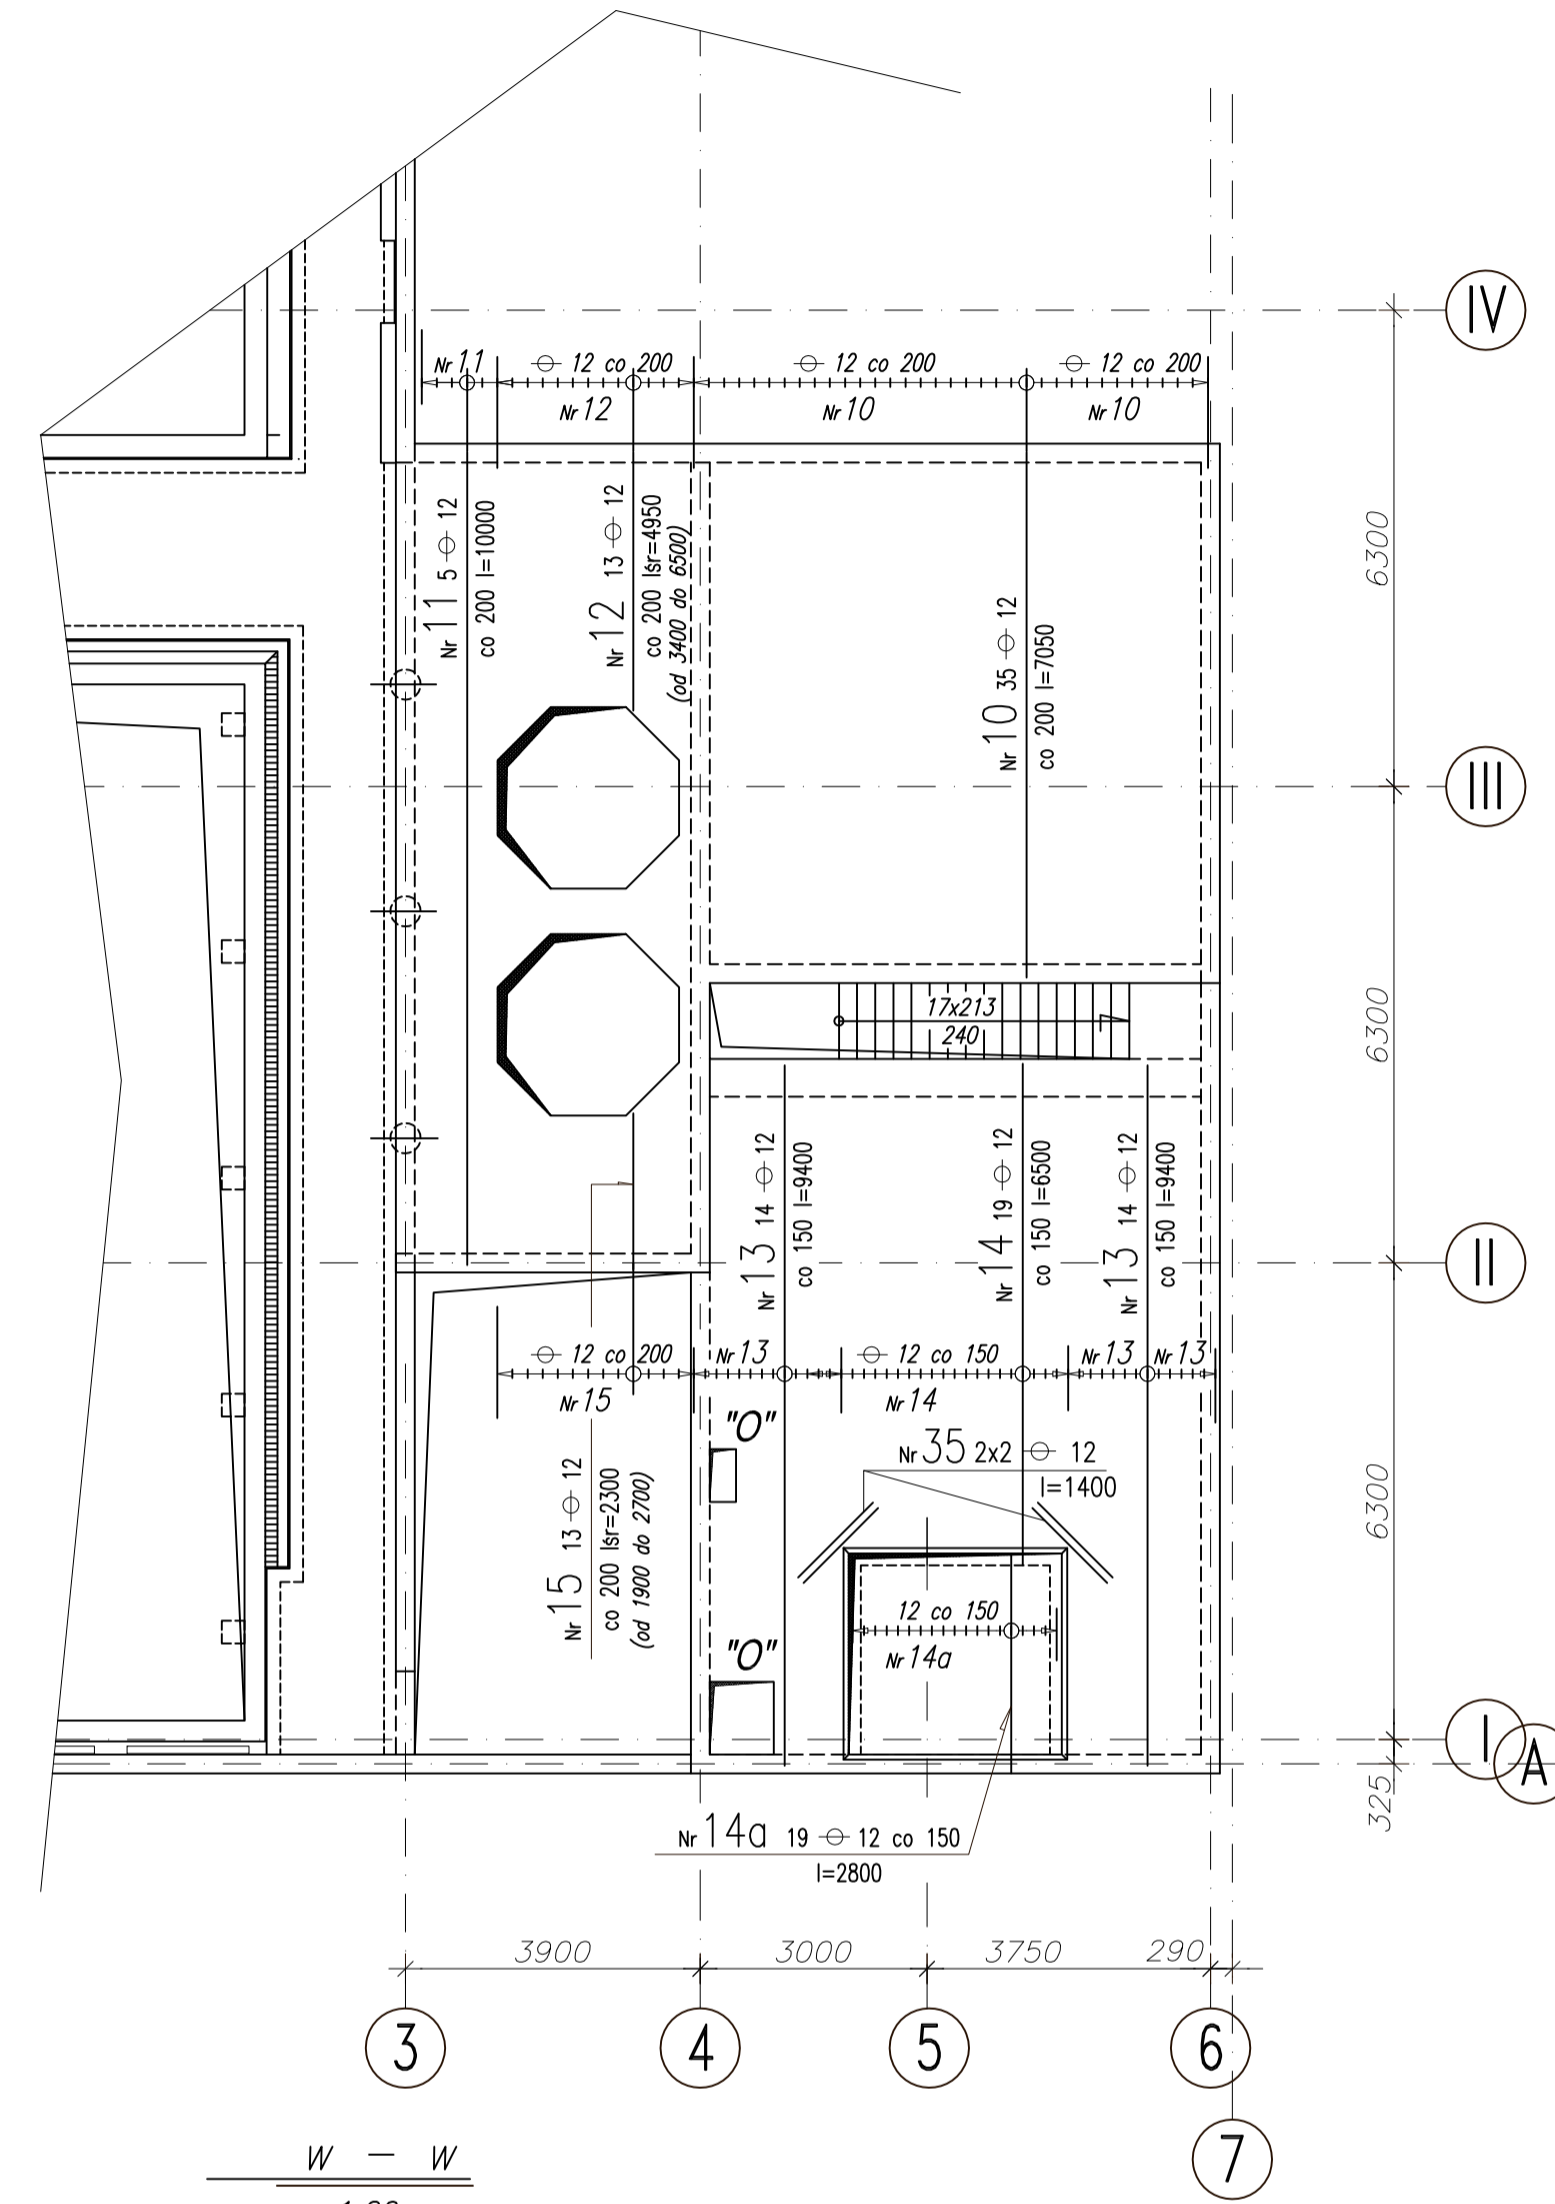 IV
Nr 11
12 co 200
Nr 12
12 co 200
Nr 10
12 co 200
Nr 10
Nr 11 5 12
co 200 l=10000
Nr 12 13 12
co 200 lśr=4950
(od 3400 do 6500)
Nr 10 35 12
co 200 l=7050
6300
III
17x213
240
6300
Nr 13 14 12
co 150 l=9400
Nr 14 19 12
co 150 l=6500
Nr 13 14 12
co 150 l=9400
II
12 co 200
Nr 15
Nr 13
12 co 150
Nr 14
Nr 13
Nr 13
"O"
Nr 35 2x2 12
l=1400
Nr 15 13 12
co 200 lśr=2300
(od 1900 do 2700)
6300
12 co 150
Nr 14a
"O"
I
A
325
Nr 14a 19 12 co 150
l=2800
3900
3000
3750
290
3
4
5
6
7
W – W